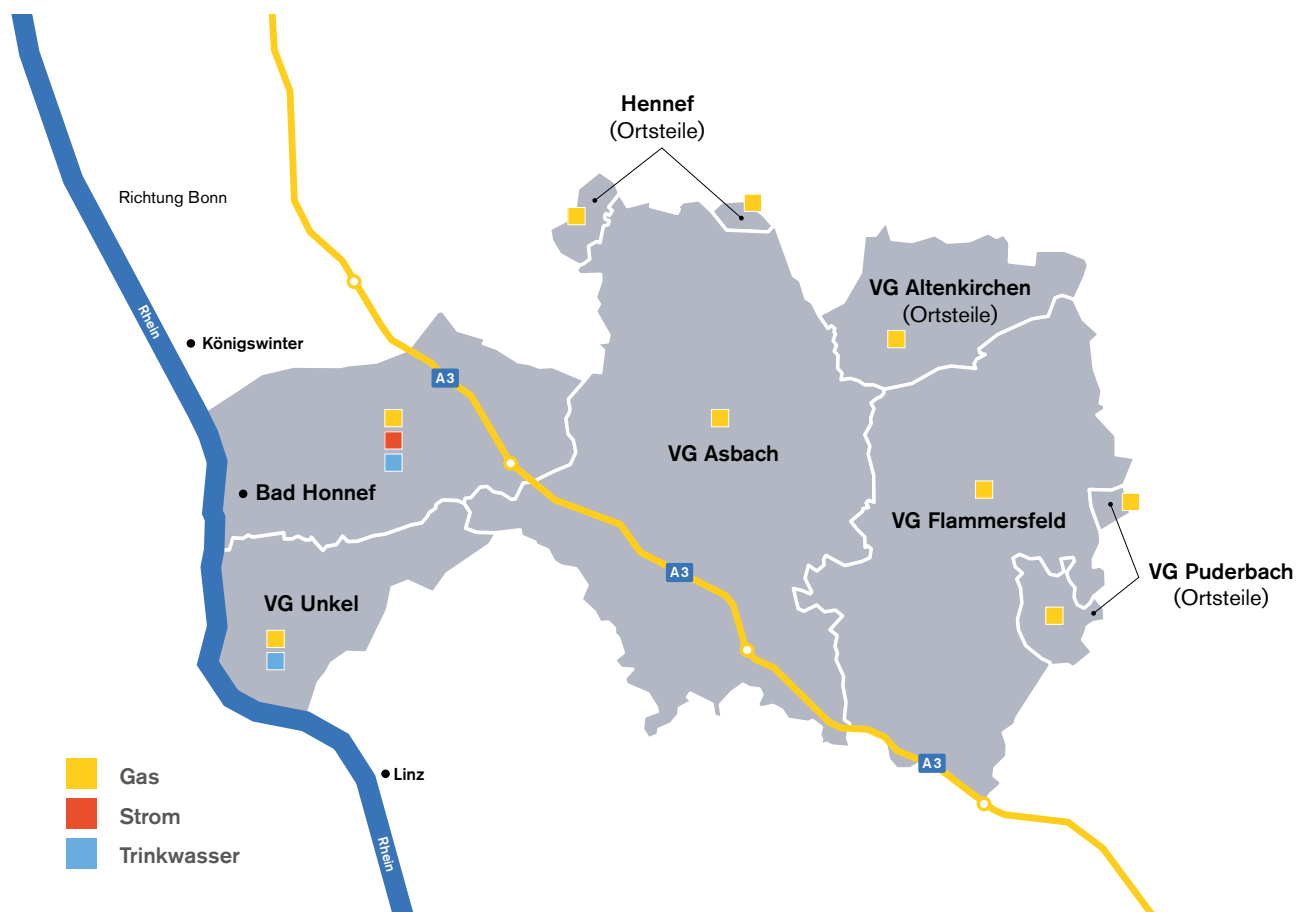 Hennef
(Ortsteile)
Richtung Bonn
VG Altenkirchen
(Ortsteile)
Rhein
Königswinter
A3
VG Asbach
Bad Honnef
VG Flammersfeld
A3
VG Puderbach
(Ortsteile)
VG Unkel
A3
Gas
Linz
Strom
Rhein
Trinkwasser